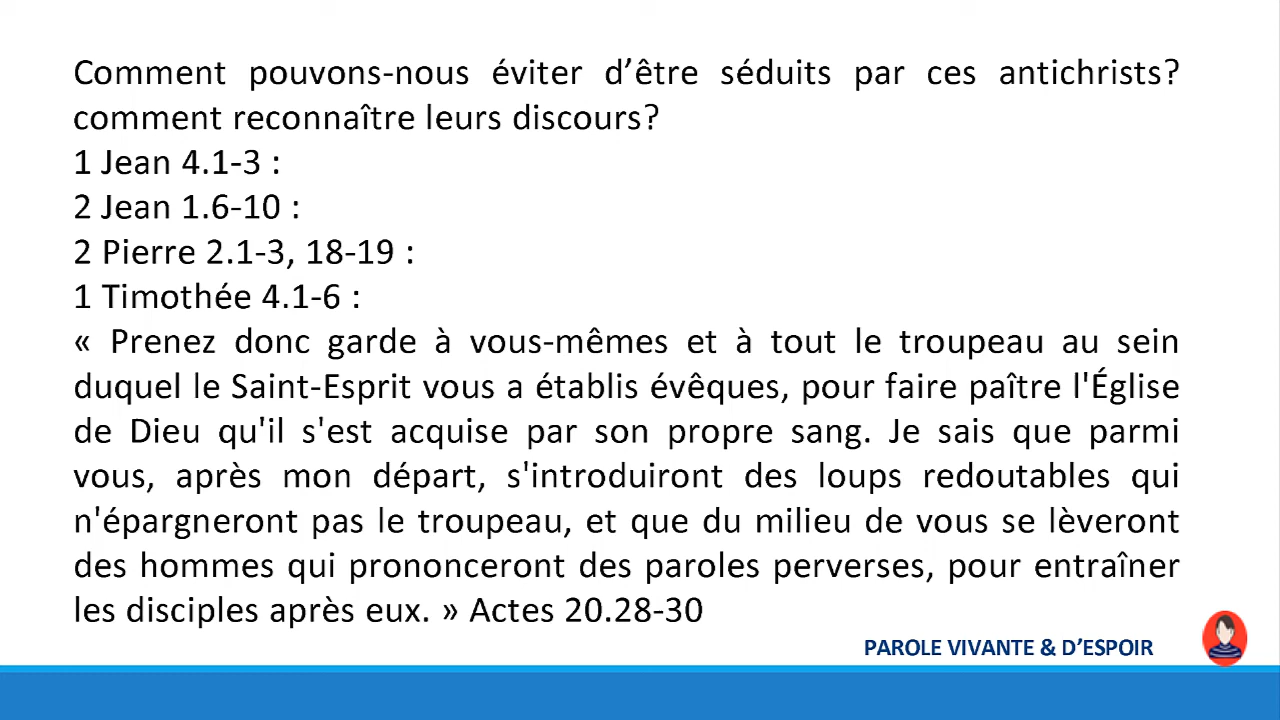 Comment pouvons-nous éviter d’être séduits par ces antichrists?
comment reconnaître leurs discours?
1 Jean 4.1-3 :
2 Jean 1.6-10 :
2 Pierre 2.1-3, 18-19 :
1 Timothée 4.1-6 :
« Prenez donc garde à vous-mêmes et à tout le troupeau au sein
duquel le Saint-Esprit vous a établis évêques, pour faire paître l'Église
de Dieu qu'il s'est acquise par son propre sang. Je sais que parmi
vous, après mon départ, s'introduiront des loups redoutables qui
n'épargneront pas le troupeau, et que du milieu de vous se lèveront
des hommes qui prononceront des paroles perverses, pour entraîner
les disciples après eux. » Actes 20.28-30
PAROLE VIVANTE & D’ESPOIR